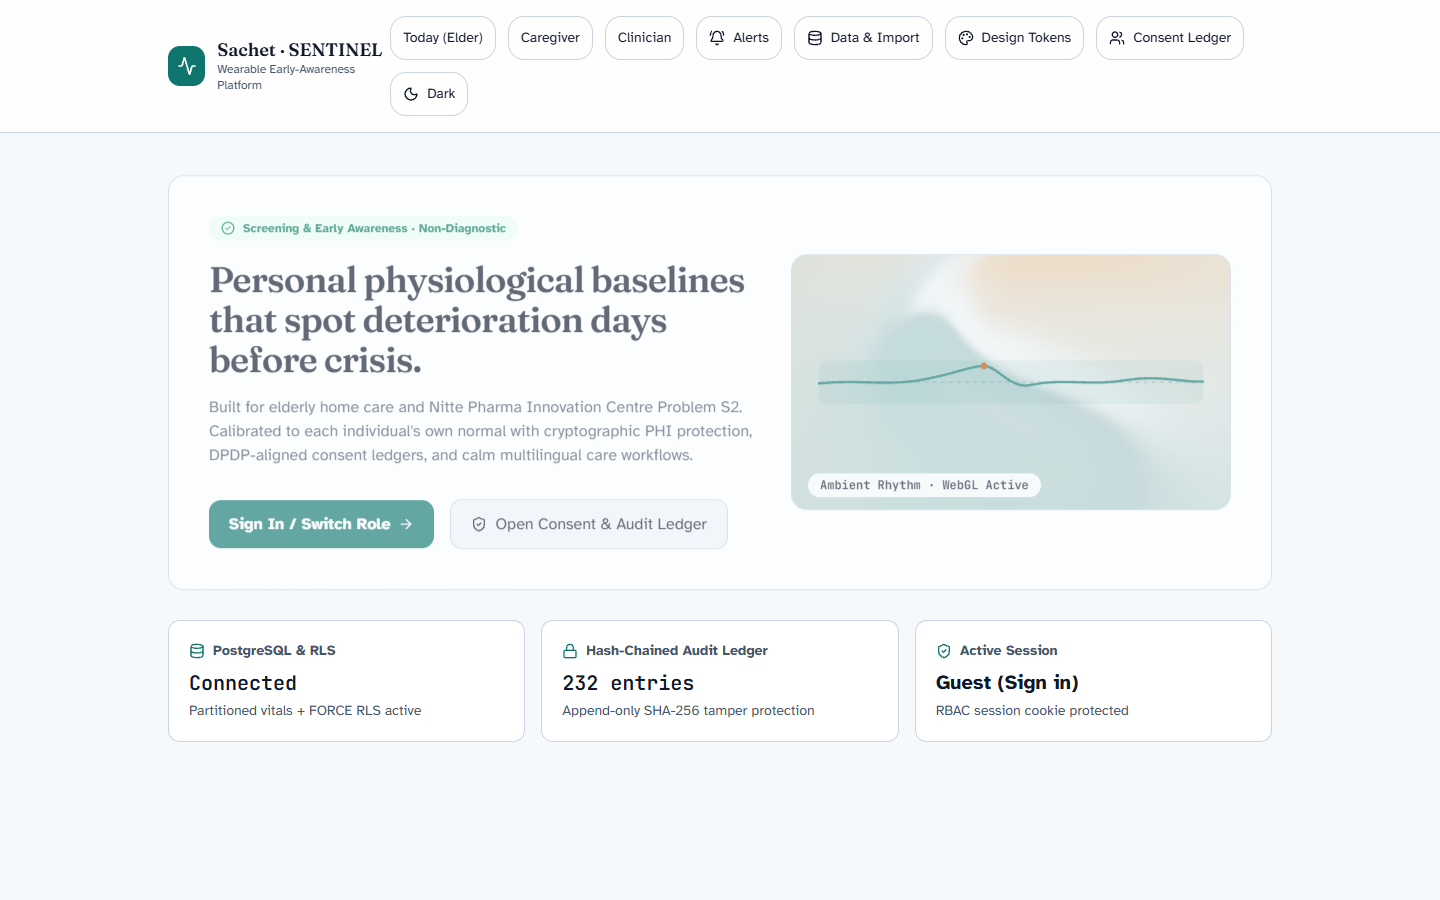 Sachet · SENTINEL
Wearable Early-Awareness
Platform
Today (Elder)
Caregiver
Clinician
Alerts
Data & Import
Design Tokens
Consent Ledger
Dark
Screening & Early Awareness · Non-Diagnostic
Personal physiological baselines
that spot deterioration days
before crisis.
Built for elderly home care and Nitte Pharma Innovation Centre Problem S2.
Calibrated to each individual's own normal with cryptographic PHI protection,
DPDP-aligned consent ledgers, and calm multilingual care workflows.
Sign In / Switch Role →
Open Consent & Audit Ledger
Ambient Rhythm · WebGL Active
PostgreSQL & RLS
Connected
Partitioned vitals + FORCE RLS active
Hash-Chained Audit Ledger
232 entries
Append-only SHA-256 tamper protection
Active Session
Guest (Sign in)
RBAC session cookie protected